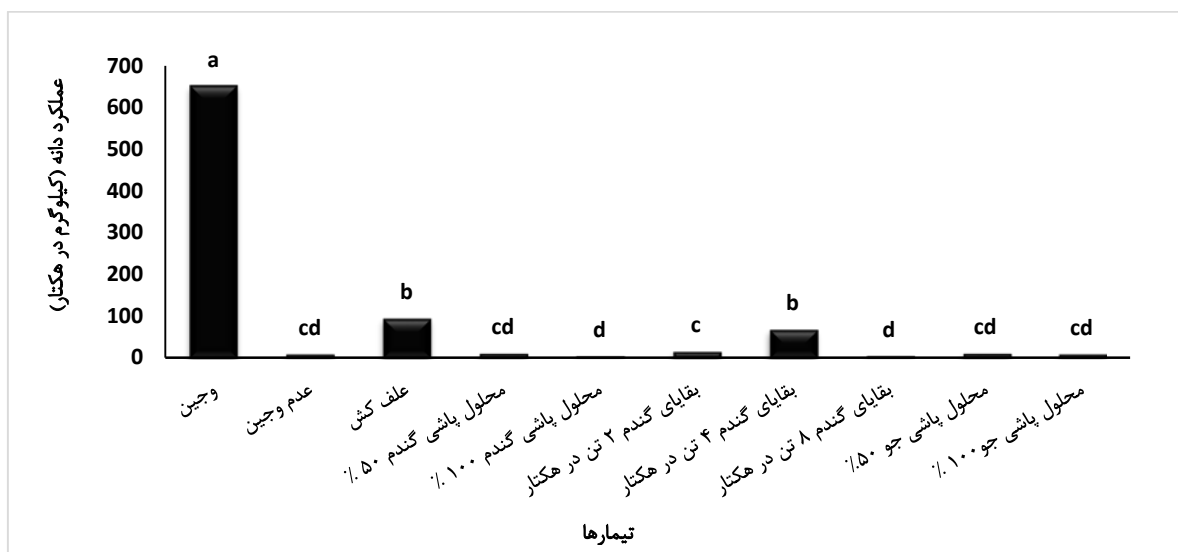 عملکرد دانه (کیلوگرم در هکتار)
700
600
500
400
300
200
100
0
a
cd
b
cd
d
c
b
d
cd
cd
وجین
عدم وجین
علف کش
محلول پاشی گندم ۵۰ ٪
محلول پاشی گندم ۱۰۰ ٪
بقایای گندم ۲ تن در هکتار
بقایای گندم ۴ تن در هکتار
بقایای گندم ۸ تن در هکتار
محلول پاشی جو ۵۰٪
محلول پاشی جو۱۰۰ ٪
تیمارها